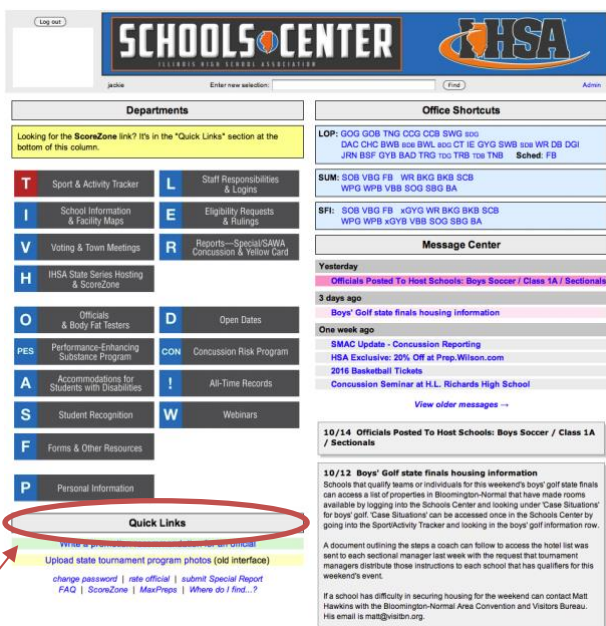 Log out
SCHOOLS CENTER
ILLINOIS HIGH SCHOOL ASSOCIATION
IHSA
jackie
Enter new selection:
Find
Admin
Departments
Looking for the ScoreZone link? It's in the "Quick Links" section at the
bottom of this column.
T Sport & Activity Tracker
L Staff Responsibilities
& Logins
I School Information
& Facility Maps
E Eligibility Requests
& Rulings
V Voting & Town Meetings
R Reports—Special/SAWA
Concussion & Yellow Card
H IHSA State Series Hosting
& ScoreZone
O Officials
& Body Fat Testers
D Open Dates
PES Performance-Enhancing
Substance Program
CON Concussion Risk Program
A Accommodations for
Students with Disabilities
! All-Time Records
S Student Recognition
W Webinars
F Forms & Other Resources
P Personal Information
Quick Links
Write a for an official
Upload state tournament program photos (old interface)
change password | rate official | submit Special Report
FAQ | ScoreZone | MaxPreps | Where do I find...?
Office Shortcuts
LOP: GOG GOB TNG CCG CCB SWG SDG
DAC CHC BWB BDB BWL BDG CT IE GYG SWB SDB WR DB DGI
JRN BSF GYB BAD TRG TDG TRB TDB TNB Sched: FB
SUM: SOB VBG FB WR BKG BKB SCB
WPG WPB VBB SOG SBG BA
SFI: SOB VBG FB xGYG WR BKG BKB SCB
WPG WPB xGYB VBB SOG SBG BA
Message Center
Yesterday
Officials Posted To Host Schools: Boys Soccer / Class 1A / Sectionals
3 days ago
Boys' Golf state finals housing information
One week ago
SMAC Update - Concussion Reporting
HSA Exclusive: 20% Off at Prep.Wilson.com
2016 Basketball Tickets
Concussion Seminar at H.L. Richards High School
View older messages →
10/14 Officials Posted To Host Schools: Boys Soccer / Class 1A
/ Sectionals
10/12 Boys' Golf state finals housing information
Schools that qualify teams or individuals for this weekend's boys' golf state finals
can access a list of properties in Bloomington-Normal that have made rooms
available by logging into the Schools Center and looking under 'Case Situations'
for boys' golf. 'Case Situations' can be accessed once in the Schools Center by
going into the Sport/Activity Tracker and looking in the boys' golf information row.
A document outlining the steps a coach can follow to access the hotel list was
sent to each sectional manager last week with the request that tournament
managers distribute those instructions to each school that has qualifiers for this
weekend's event.
If a school has difficulty in securing housing for the weekend can contact Matt
Hawkins with the Bloomington-Normal Area Convention and Visitors Bureau.
His email is matt@visitbn.org.